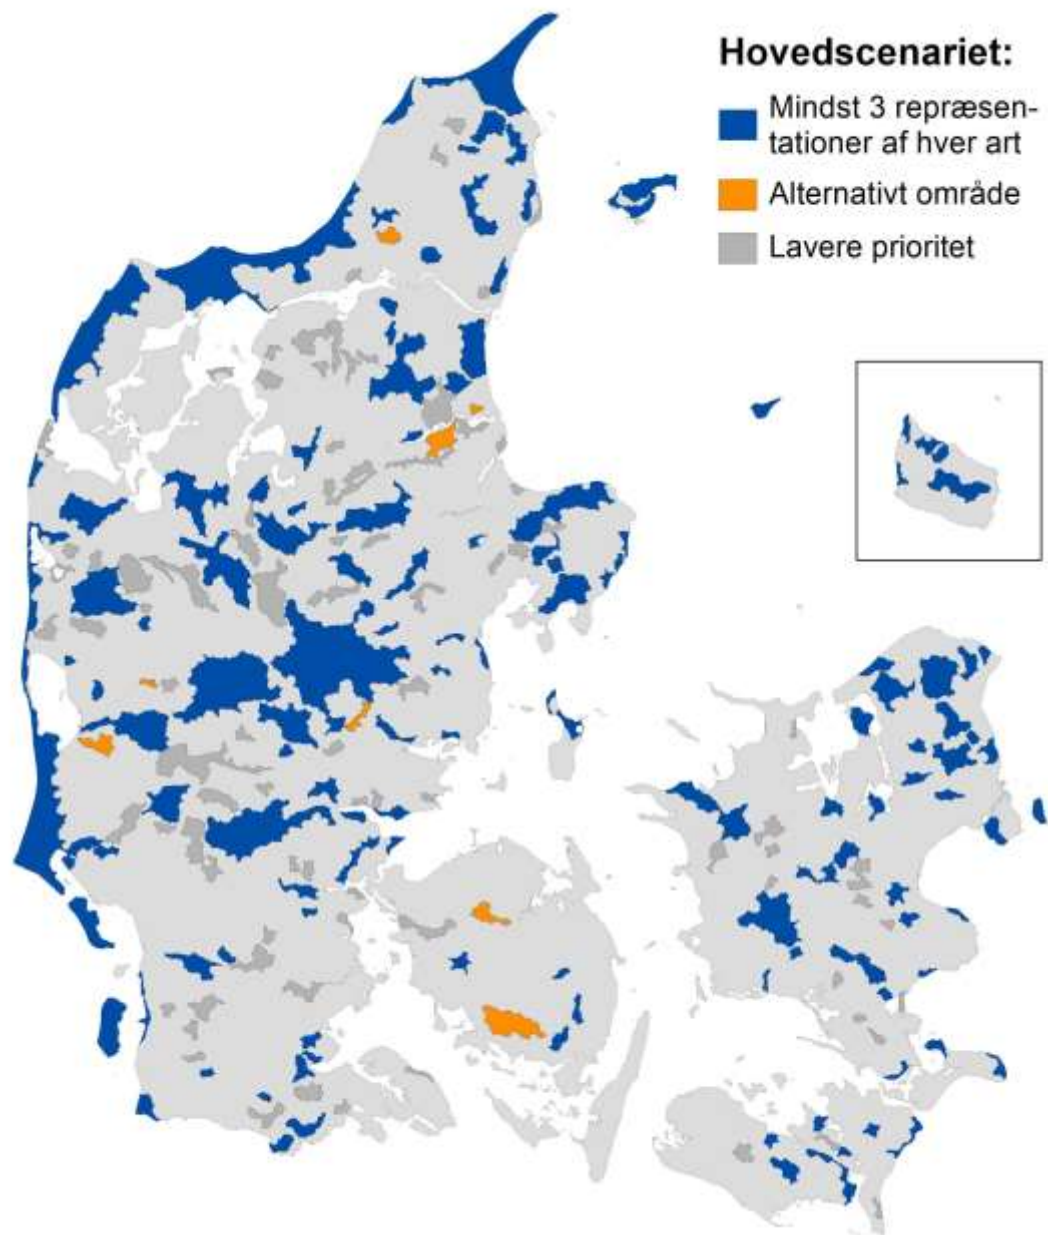 Hovedscenariet:
Mindst 3 repræsen-
tationer af hver art
Alternativt område
Lavere prioritet